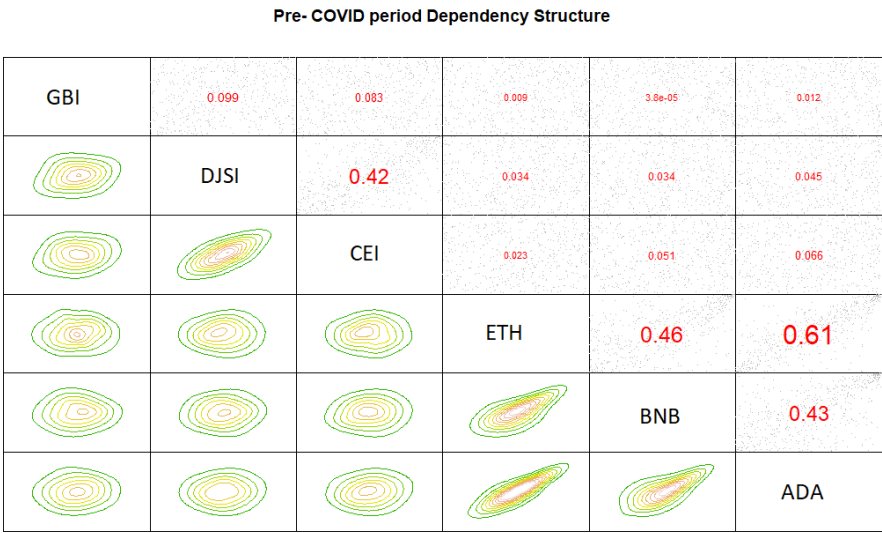 Pre- COVID period Dependency Structure
GBI 0.099 0.083 0.009 3.8e-05 0.012
DJSI 0.42 0.034 0.034 0.045
CEI 0.023 0.051 0.066
ETH 0.46 0.61
BNB 0.43
ADA